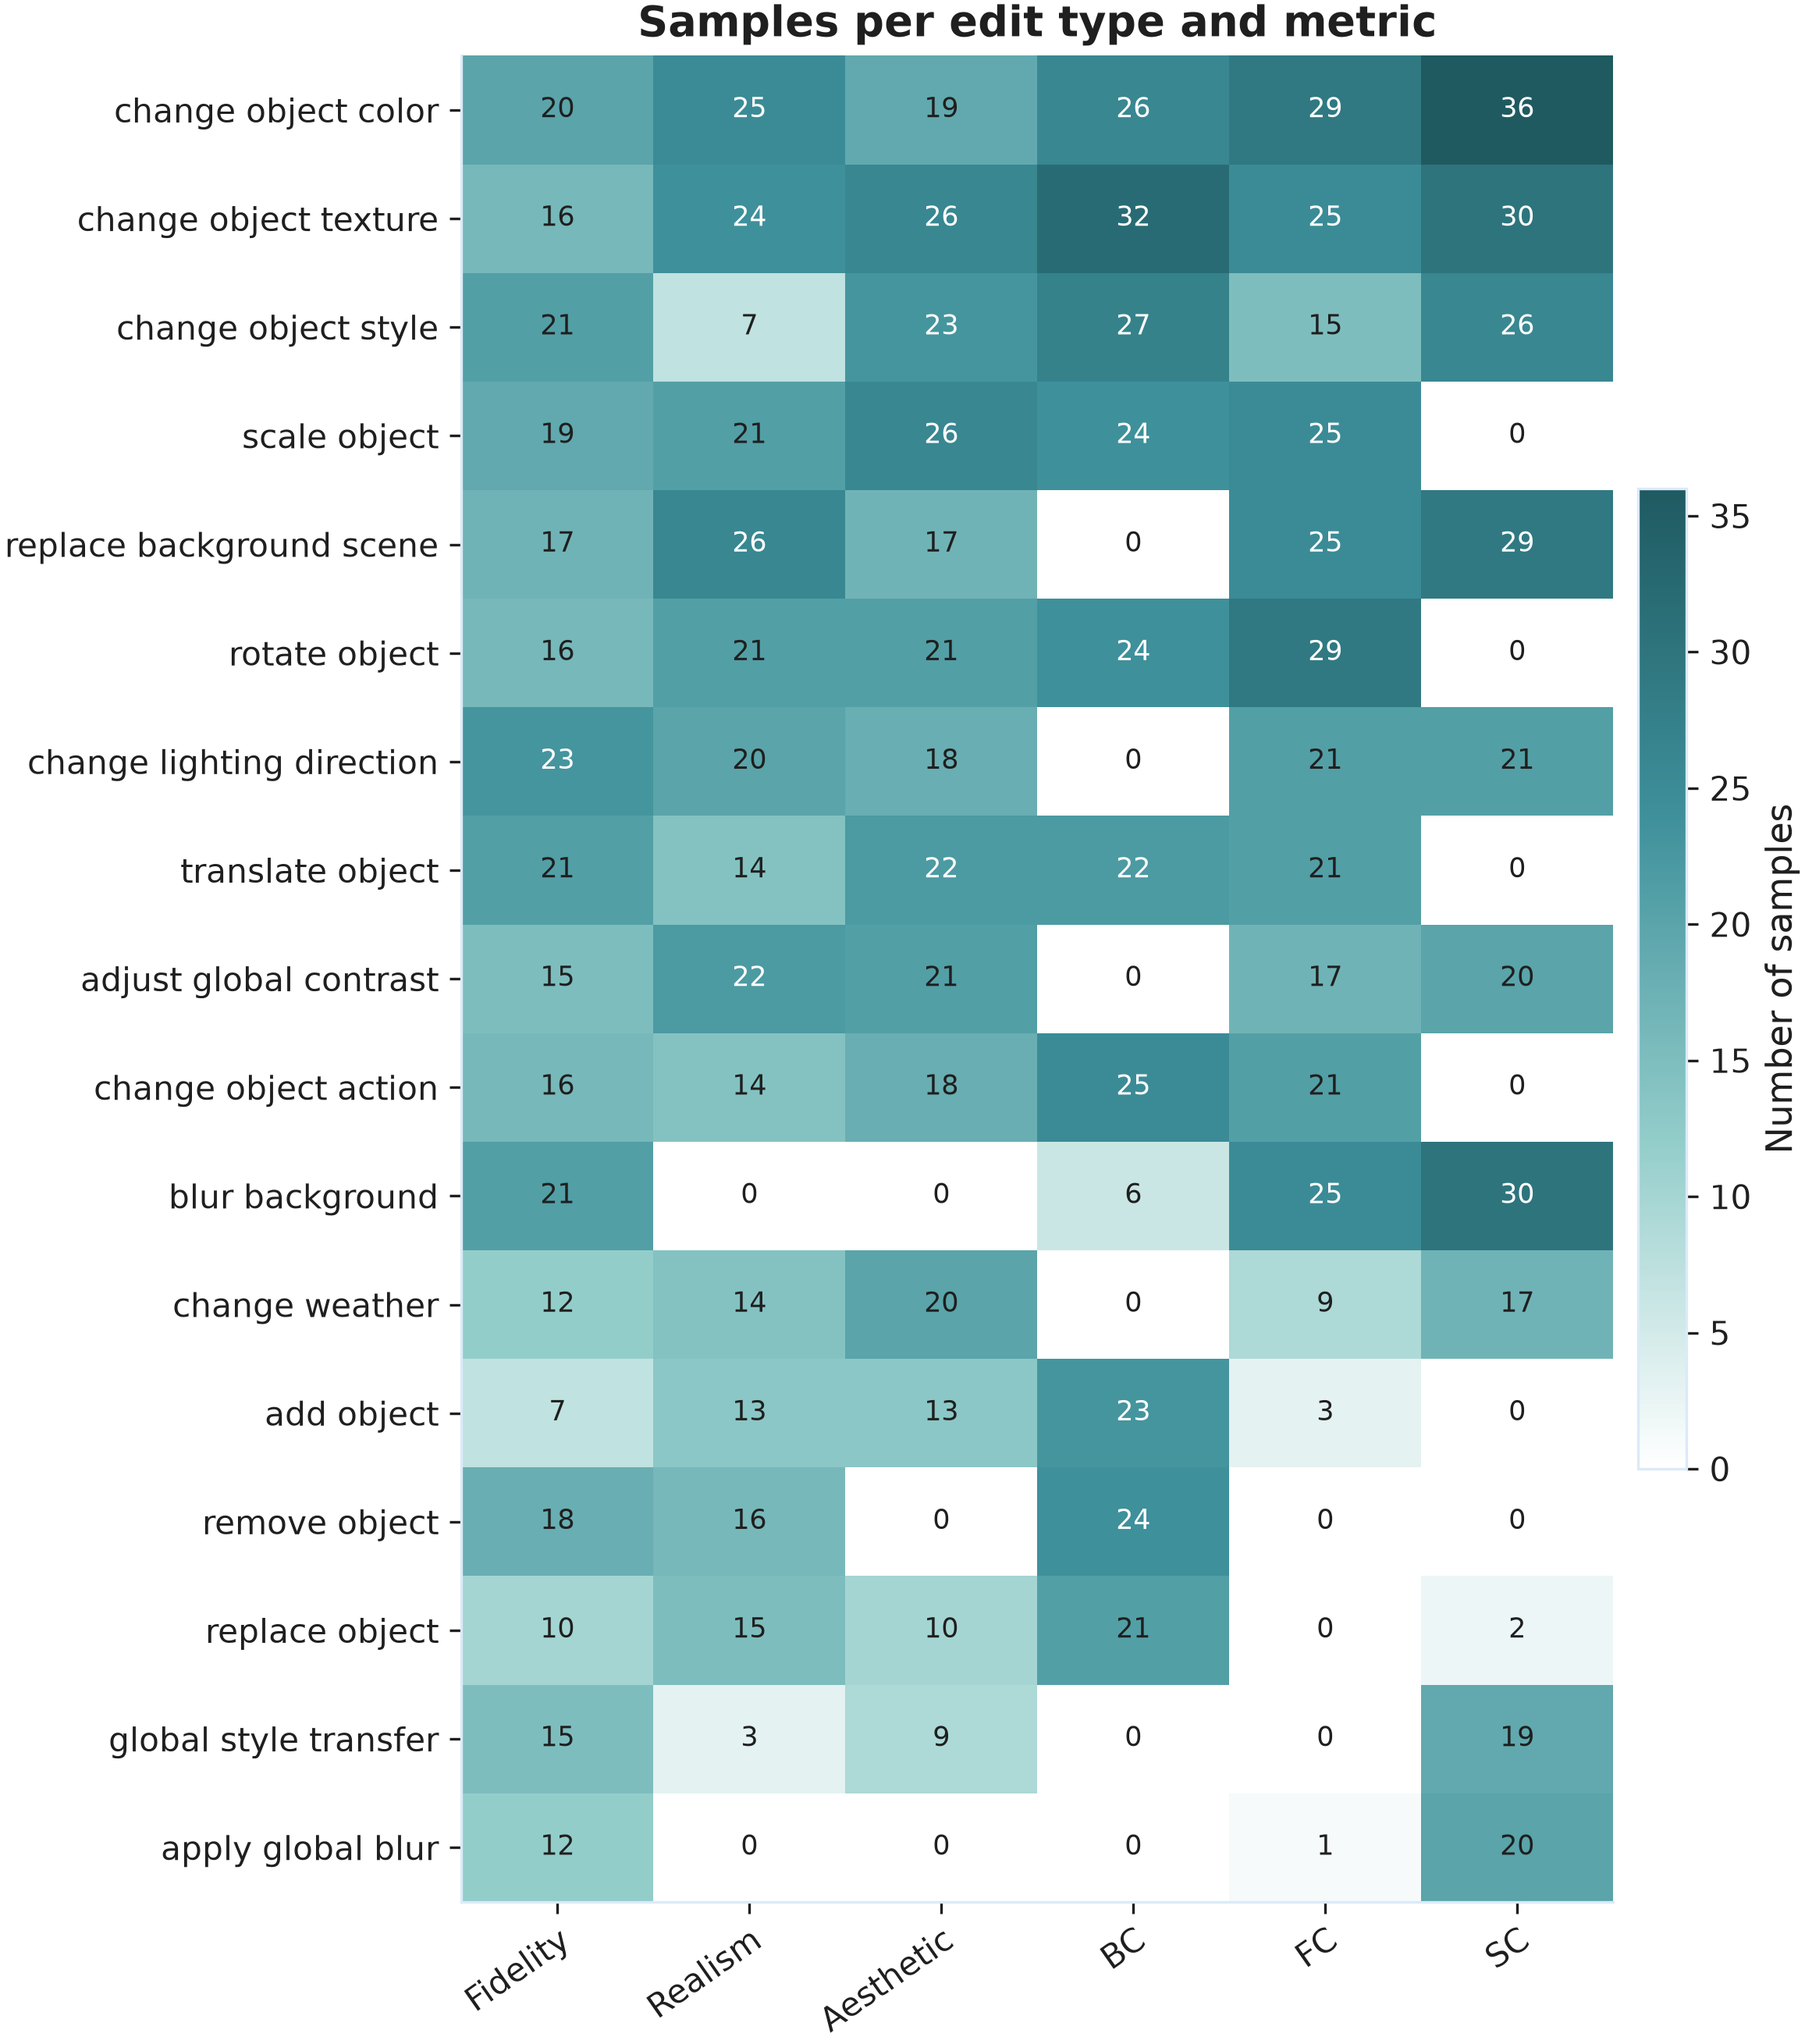 Samples per edit type and metric
change object color 20 25 19 26 29 36
change object texture 16 24 26 32 25 30
change object style 21 7 23 27 15 26
scale object 19 21 26 24 25 0
replace background scene 17 26 17 0 25 29
rotate object 16 21 21 24 29 0
change lighting direction 23 20 18 0 21 21
translate object 21 14 22 22 21 0
adjust global contrast 15 22 21 0 17 20
change object action 16 14 18 25 21 0
blur background 21 0 0 6 25 30
change weather 12 14 20 0 9 17
add object 7 13 13 23 3 0
remove object 18 16 0 24 0 0
replace object 10 15 10 21 0 2
global style transfer 15 3 9 0 0 19
apply global blur 12 0 0 0 1 20
Fidelity Realism Aesthetic BC FC SC
35
30
25
20
15
10
5
0
Number of samples